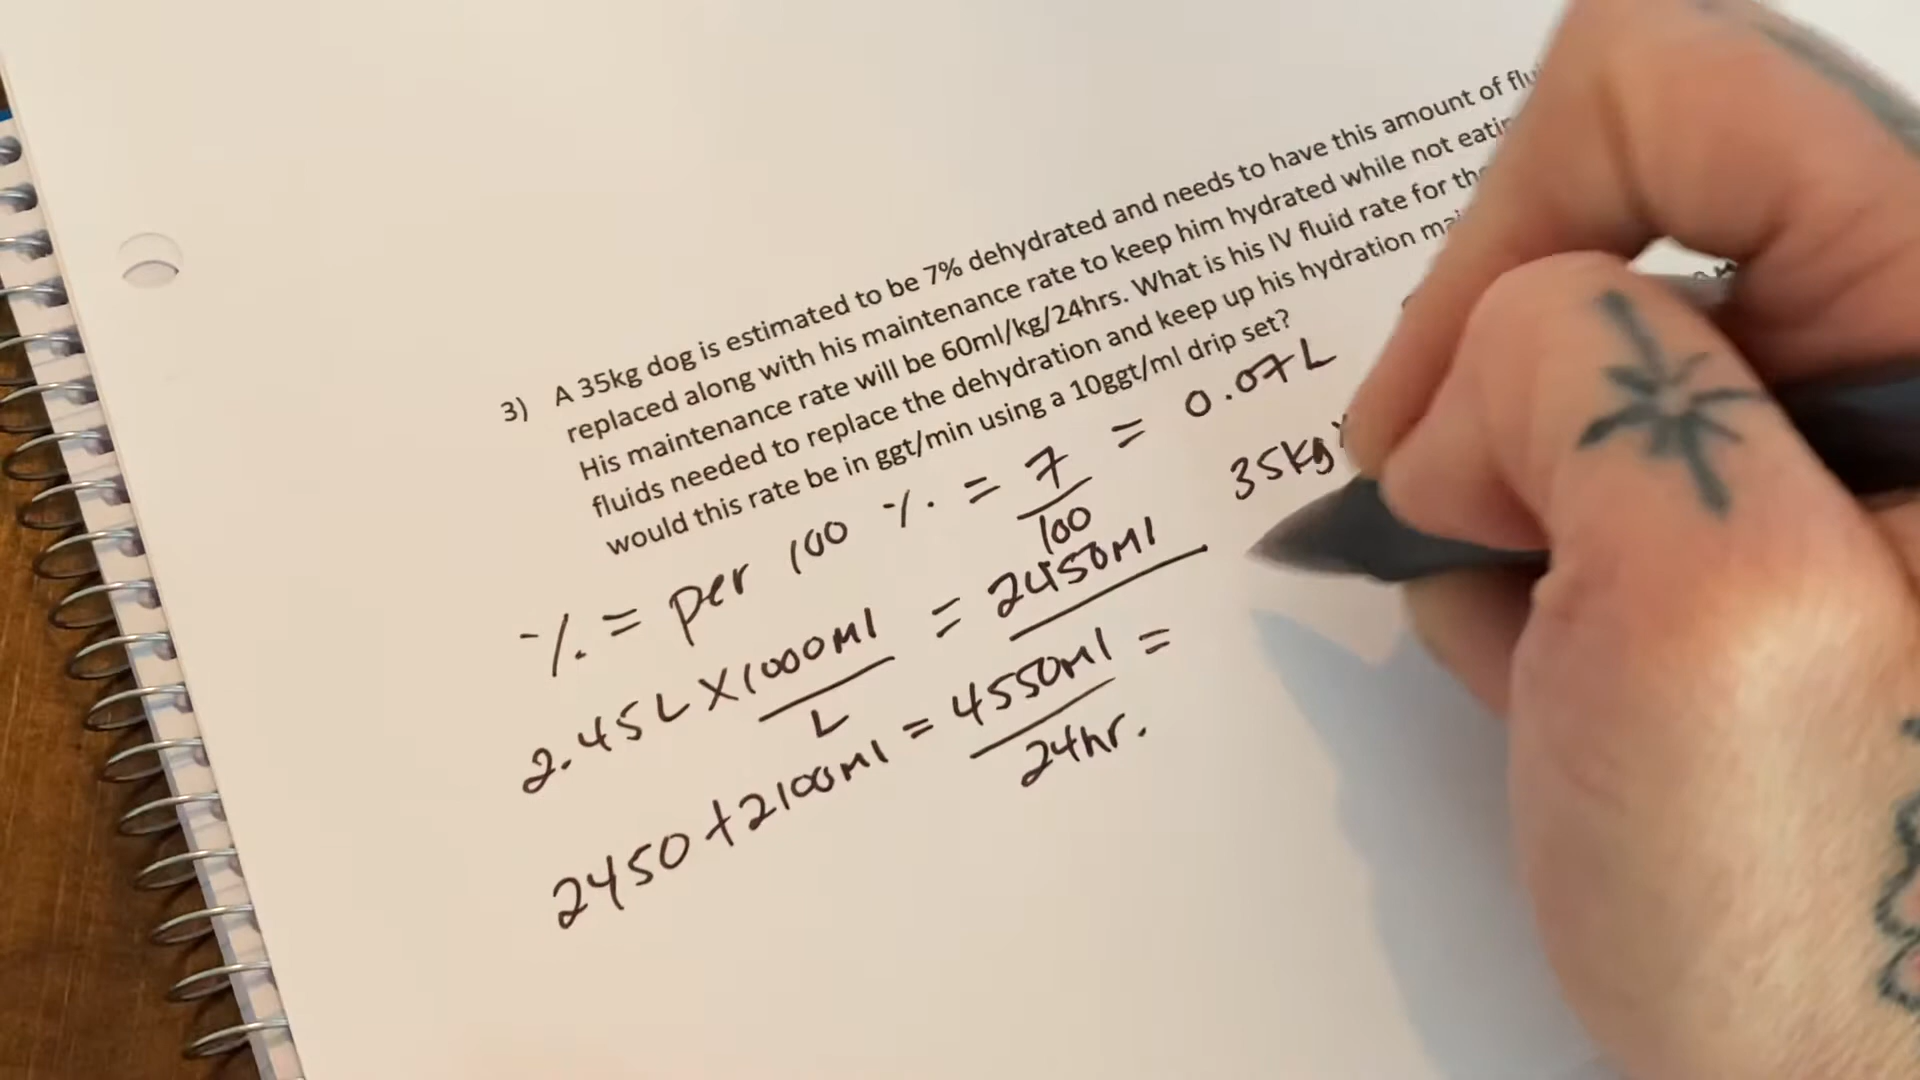 3) A 35kg dog is estimated to be 7% dehydrated and needs to have this amount of
replaced along with his maintenance rate to keep him hydrated while not
His maintenance rate will be 60ml/kg/24hrs. What is his IV fluid rate for
fluids needed to replace the dehydration and keep up his hydration
would this rate be in ggt/min using a 10ggt/ml drip set?
% = per 100 % = 7/100 = 0.07L
35kg
2.45L X 1000ml/L = 2450ml
2450 + 2100ml = 4550ml/24hr. =